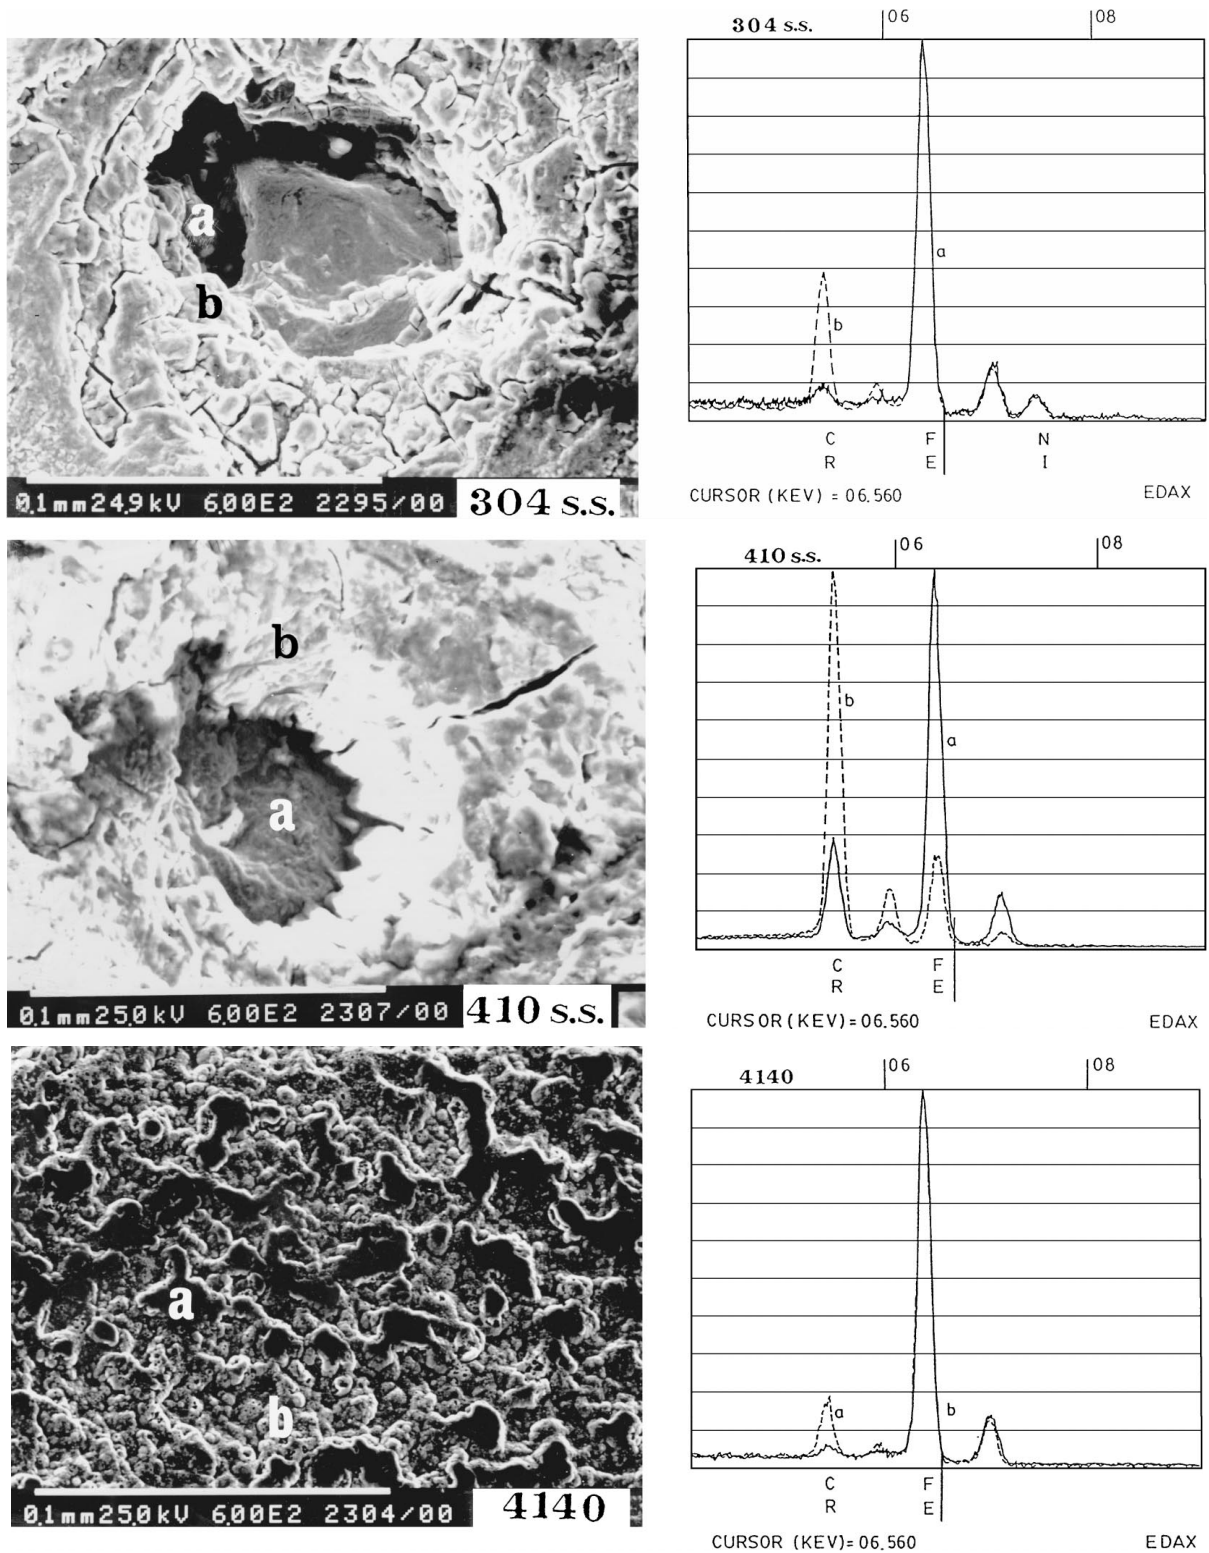 304 s.s.
06
08
a
b
a
b
C
R
F
E
N
I
CURSOR (KEV) = 06.560
EDAX
0.1mm24.9kV 6.00E2 2295/00
304 s.s.
410 s.s.
06
08
b
a
b
a
C
R
F
E
CURSOR (KEV)= 06.560
EDAX
0.1mm25.0kV 6.00E2 2307/00
410 s.s.
4140
06
08
a
b
a
b
C
R
F
E
0.1mm25.0kV 6.00E2 2304/00
4140
CURSOR (KEV)= 06.560
EDAX